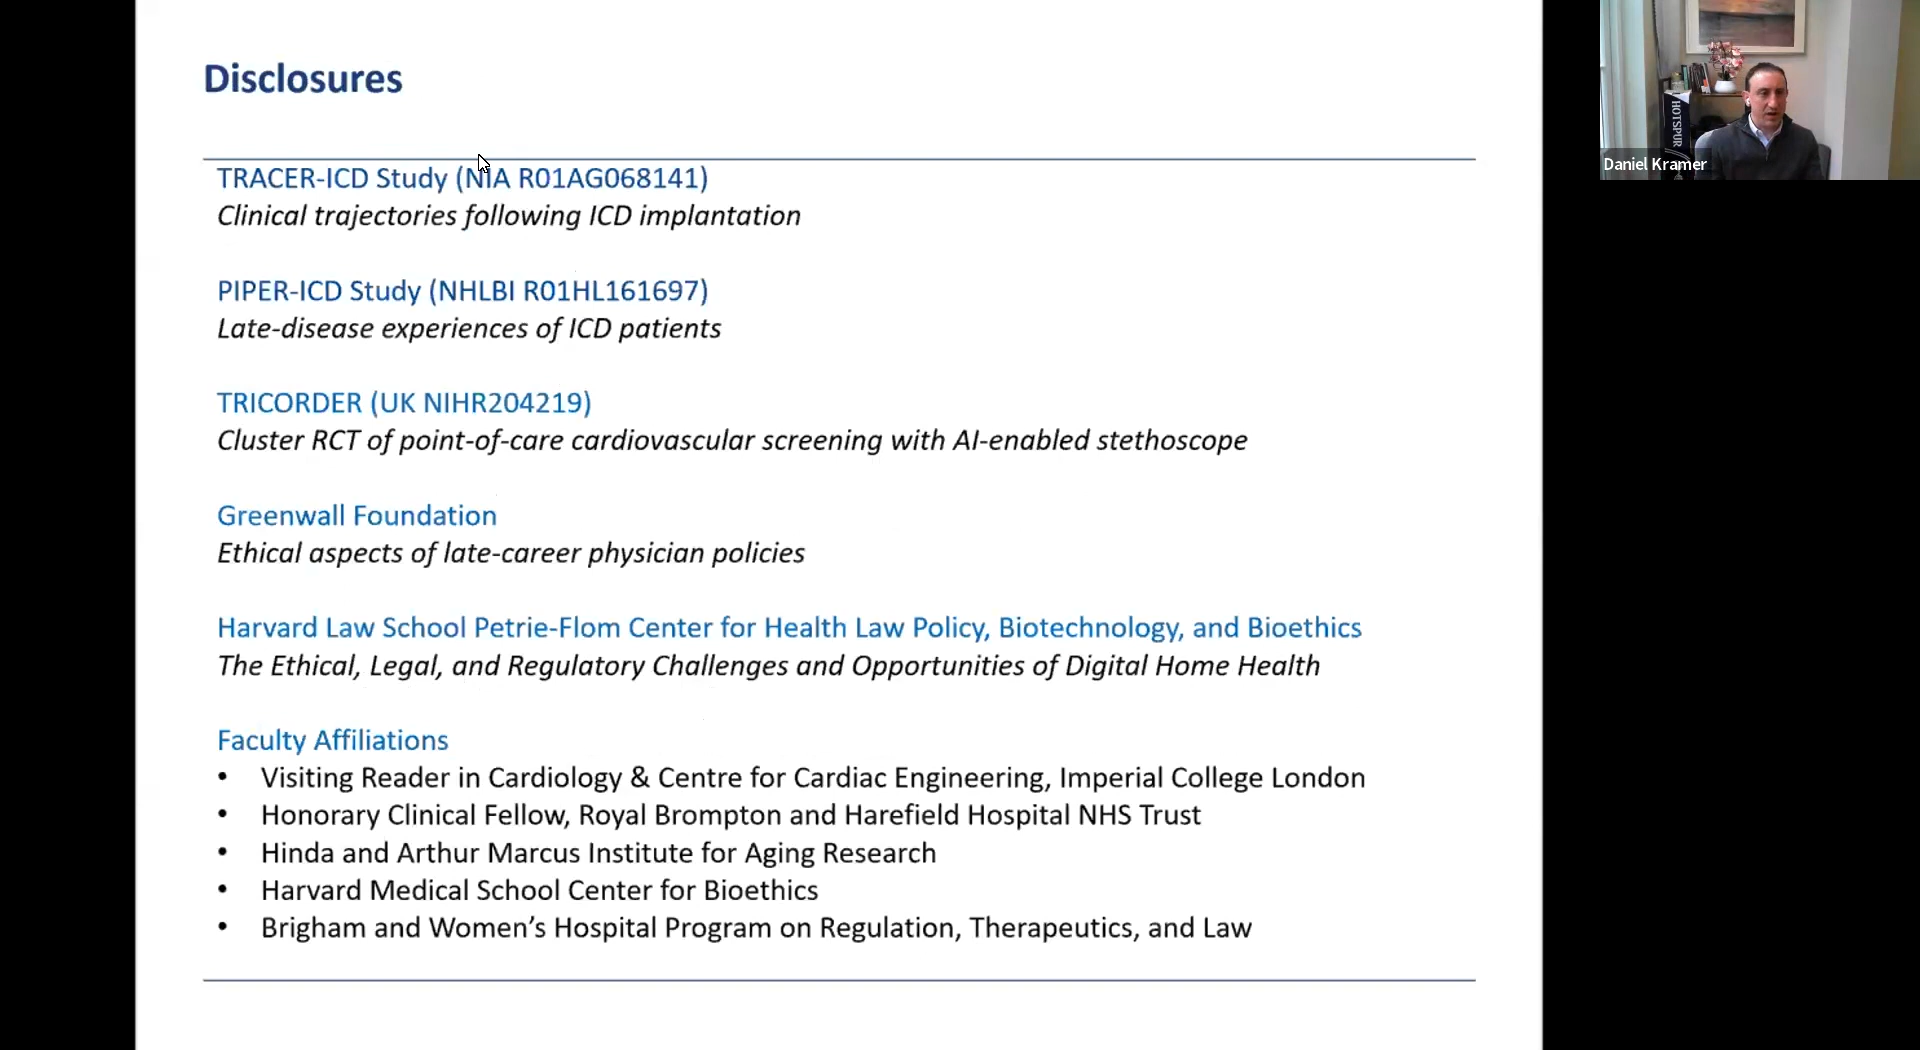 Disclosures
TRACER-ICD Study (NIA R01AG068141)
Clinical trajectories following ICD implantation
PIPER-ICD Study (NHLBI R01HL161697)
Late-disease experiences of ICD patients
TRICORDER (UK NIHR204219)
Cluster RCT of point-of-care cardiovascular screening with AI-enabled stethoscope
Greenwall Foundation
Ethical aspects of late-career physician policies
Harvard Law School Petrie-Flom Center for Health Law Policy, Biotechnology, and Bioethics
The Ethical, Legal, and Regulatory Challenges and Opportunities of Digital Home Health
Faculty Affiliations
• Visiting Reader in Cardiology & Centre for Cardiac Engineering, Imperial College London
• Honorary Clinical Fellow, Royal Brompton and Harefield Hospital NHS Trust
• Hinda and Arthur Marcus Institute for Aging Research
• Harvard Medical School Center for Bioethics
• Brigham and Women’s Hospital Program on Regulation, Therapeutics, and Law
HOTSPUR
Daniel Kramer